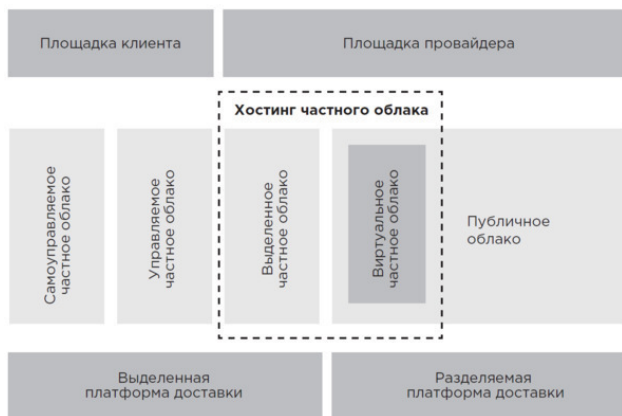 Площадка клиента
Площадка провайдера
Хостинг частного облака
Самоуправляемое
частное облако
Управляемое
частное облако
Выделенное
частное облако
Виртуальное
частное облако
Публичное
облако
Выделенная
платформа доставки
Разделяемая
платформа доставки